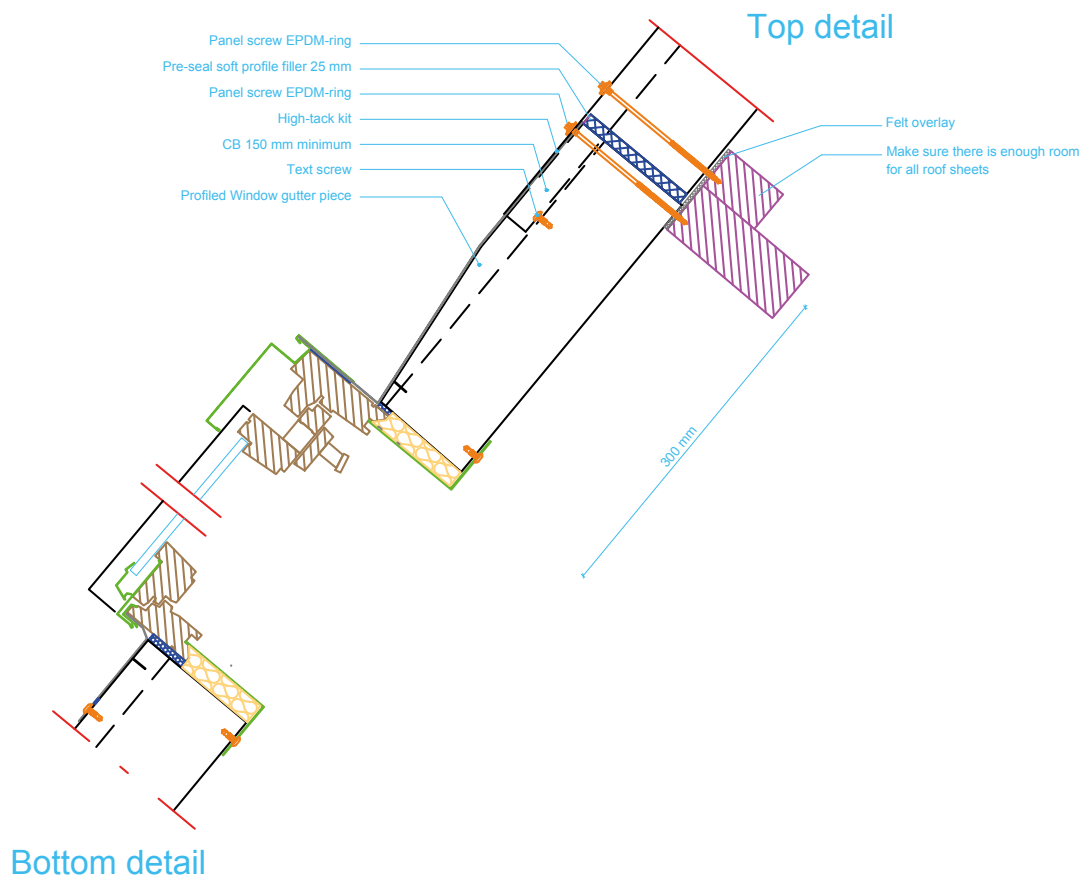 Top detail
Panel screw EPDM-ring
Pre-seal soft profile filler 25 mm
Panel screw EPDM-ring
High-tack kit
CB 150 mm minimum
Text screw
Profiled Window gutter piece
Felt overlay
Make sure there is enough room
for all roof sheets
300 mm
Bottom detail